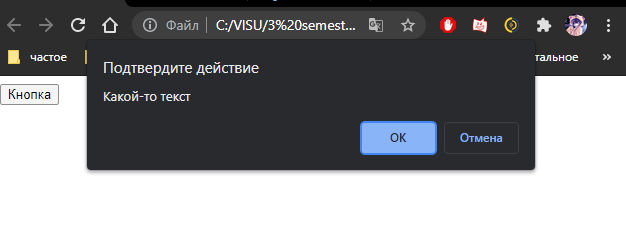 Файл
C:/VISU/3%20semest...
частое
тальное
Подтвердите действие
Какой-то текст
Кнопка
ОК
Отмена